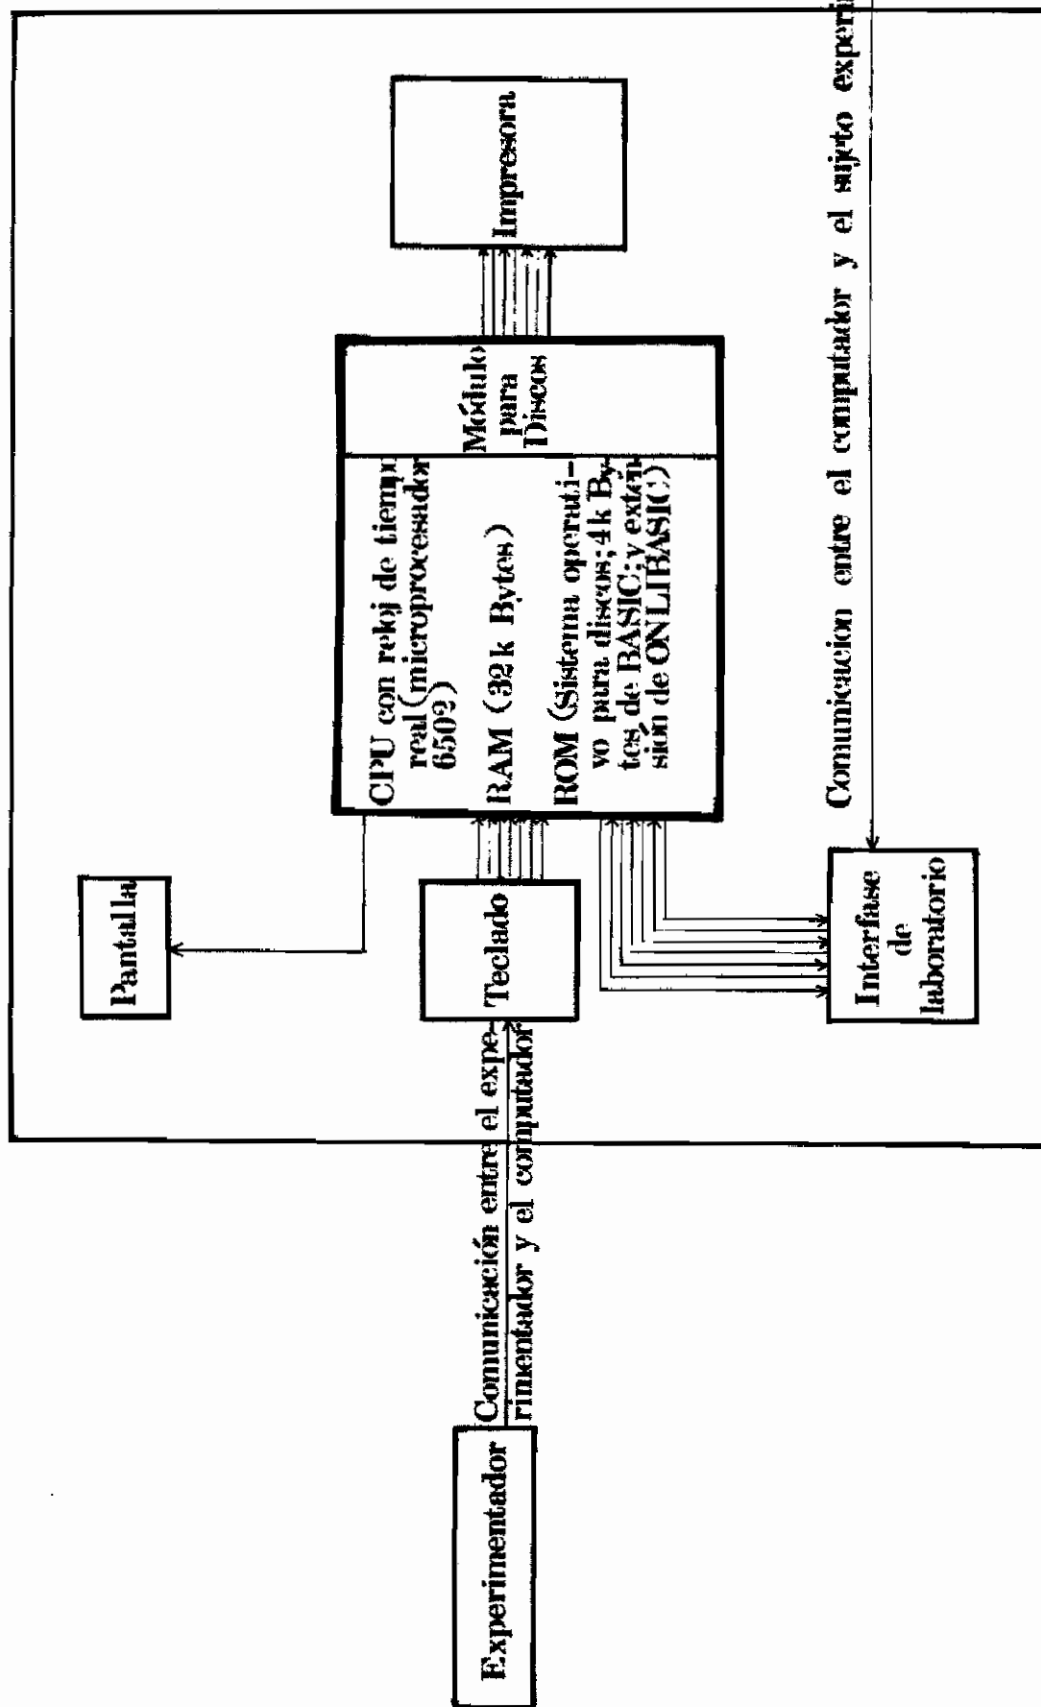 Pantalla
Impresora
CPU con reloj de tiempo
real (microprocesador
6502)
RAM (32k Bytes)
ROM (Sistema operati-
vo para discos; 4k By-
tes de BASIC; y exten-
sión de ONLIBASIC)
Módulo
para
Discos
Teclado
Comunicación entre el expe-
rimentador y el computador
Experimentador
Interfase
de
laboratorio
Comunicacion entre el computador y el sujeto experi